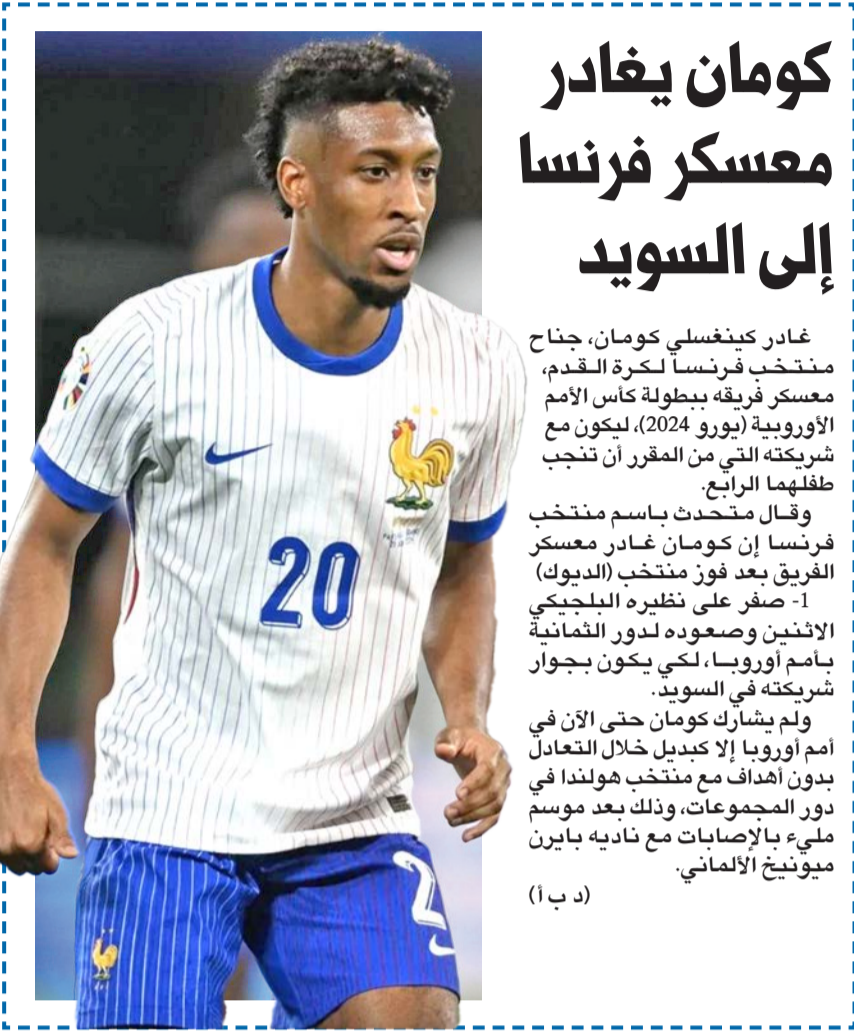 كومان يغادر
معسكر فرنسا
إلى السويد
غادر كينغسلي كومان، جناح
منتخب فرنسا لكرة القدم،
معسكر فريقه ببطولة كأس الأمم
الأوروبية (يورو 2024)، ليكون مع
شريكته التي من المقرر أن تنجب
طفلهما الرابع.
وقال متحدث باسم منتخب
فرنسا إن كومان غادر معسكر
الفريق بعد فوز منتخب (الديوك)
1- صفر على نظيره البلجيكي
الاثنين وصعوده لدور الثمانية
بأمم أوروبا، لكي يكون بجوار
شريكته في السويد.
ولم يشارك كومان حتى الآن في
أمم أوروبا إلا كبديل خلال التعادل
بدون أهداف مع منتخب هولندا في
دور المجموعات، وذلك بعد موسم
مليء بالإصابات مع ناديه بايرن
ميونيخ الألماني.
(د ب أ)
20
2